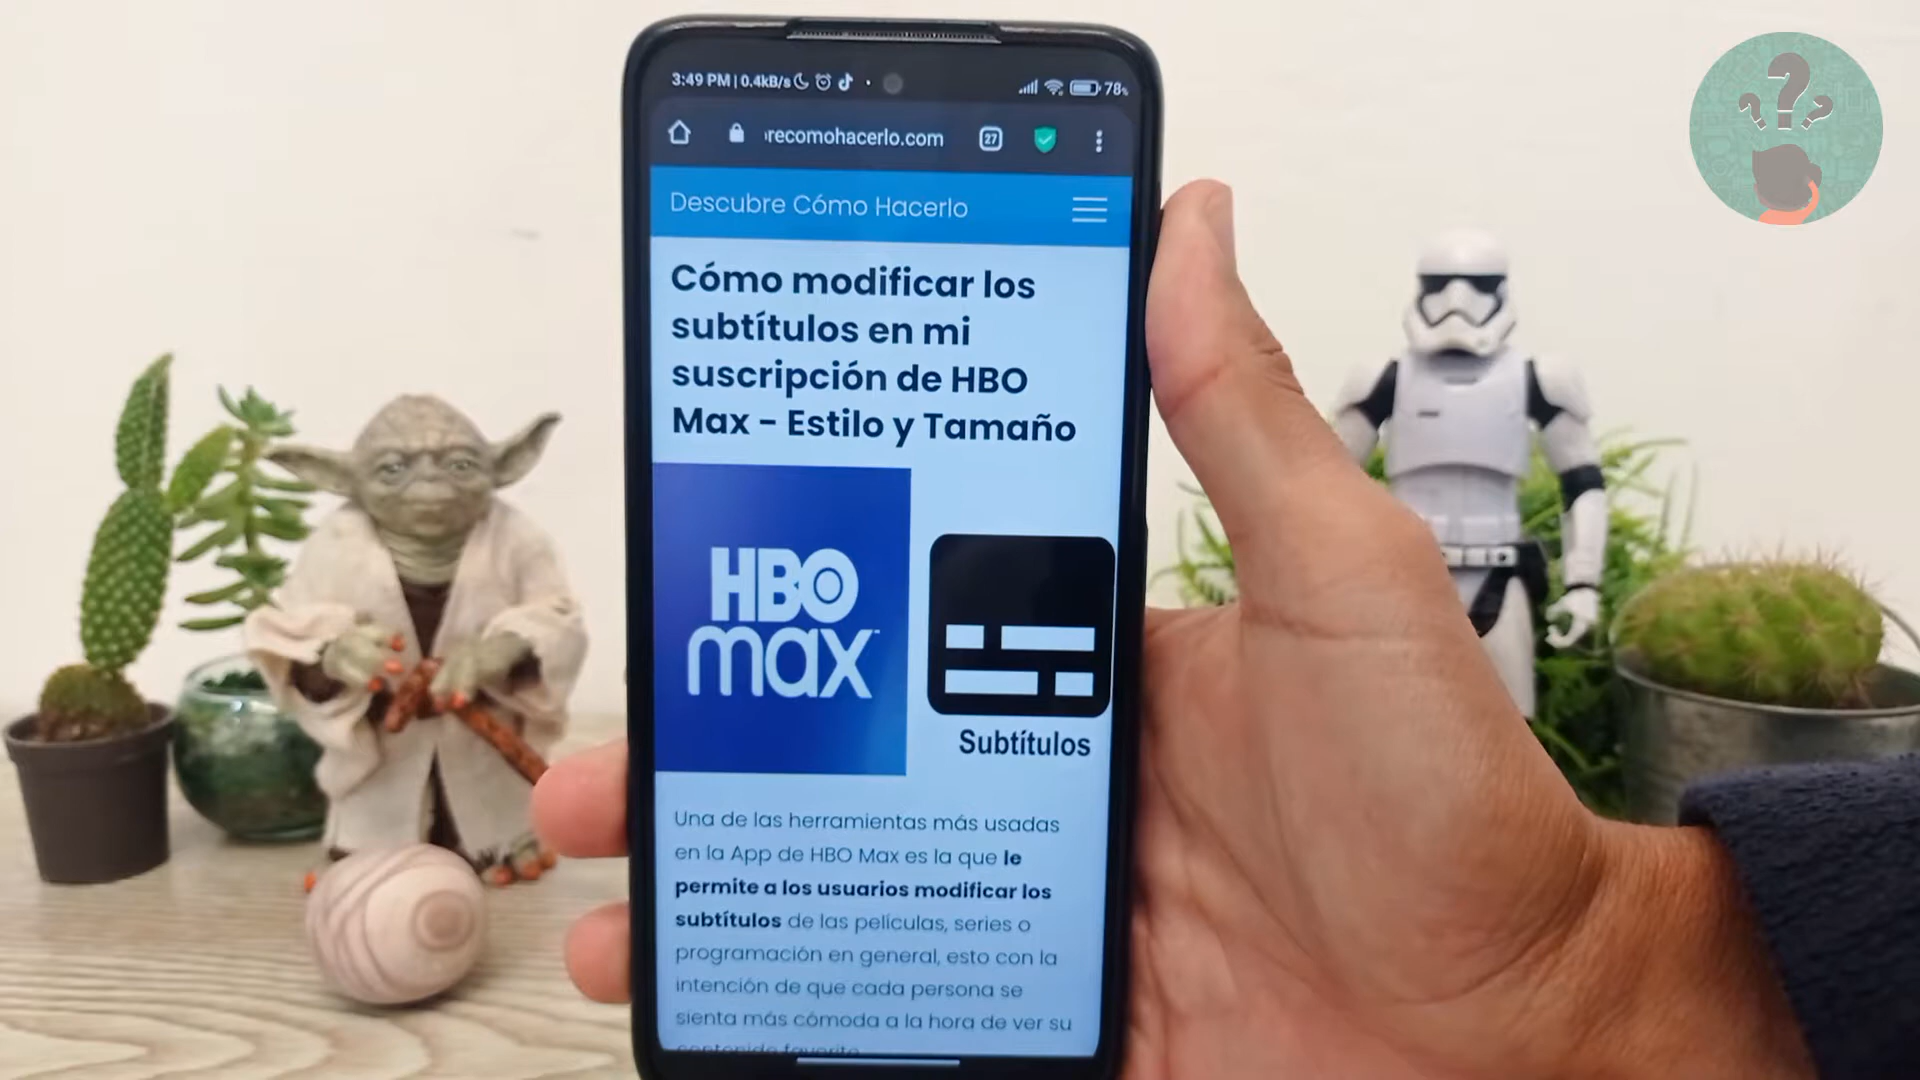 3:49 PM | 0.4kB/s
78%
recomohacerlo.com
27
Descubre Cómo Hacerlo
Cómo modificar los
subtítulos en mi
suscripción de HBO
Max - Estilo y Tamaño
HBO
max
Subtítulos
Una de las herramientas más usadas
en la App de HBO Max es la que le
permite a los usuarios modificar los
subtítulos de las películas, series o
programación en general, esto con la
intención de que cada persona se
sienta más cómoda a la hora de ver su
contenido favorito
???